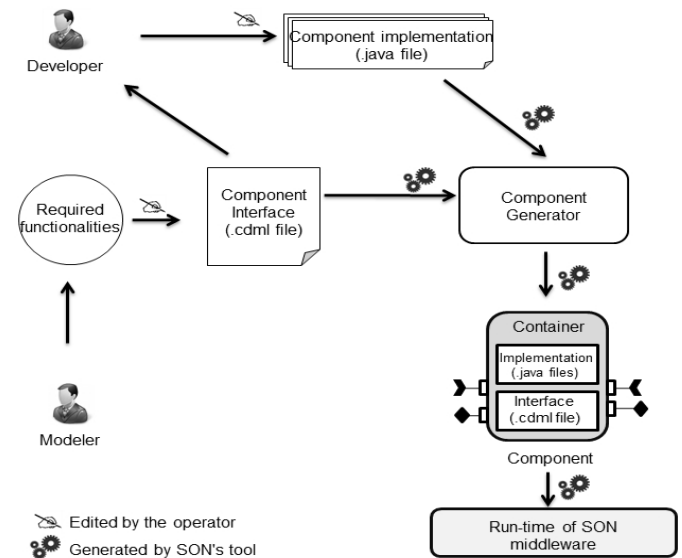 Developer
Component implementation
(.java file)
Required
functionalities
Component
Interface
(.cdml file)
Component
Generator
Container
Implementation
(.java files)
Interface
(.cdml file)
Component
Modeler
Edited by the operator
Generated by SON's tool
Run-time of SON
middleware